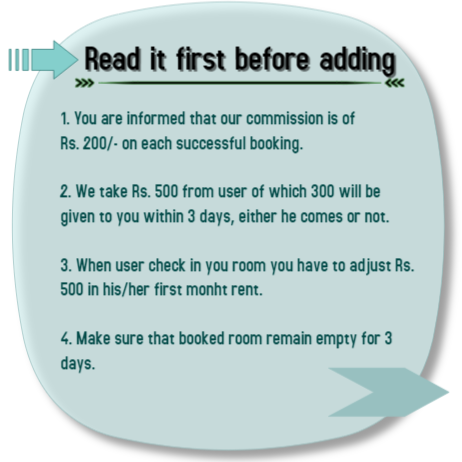 Read it first before adding
1. You are informed that our commission is of
Rs. 200/- on each successful booking.
2. We take Rs. 500 from user of which 300 will be
given to you within 3 days, either he comes or not.
3. When user check in you room you have to adjust Rs.
500 in his/her first monht rent.
4. Make sure that booked room remain empty for 3
days.